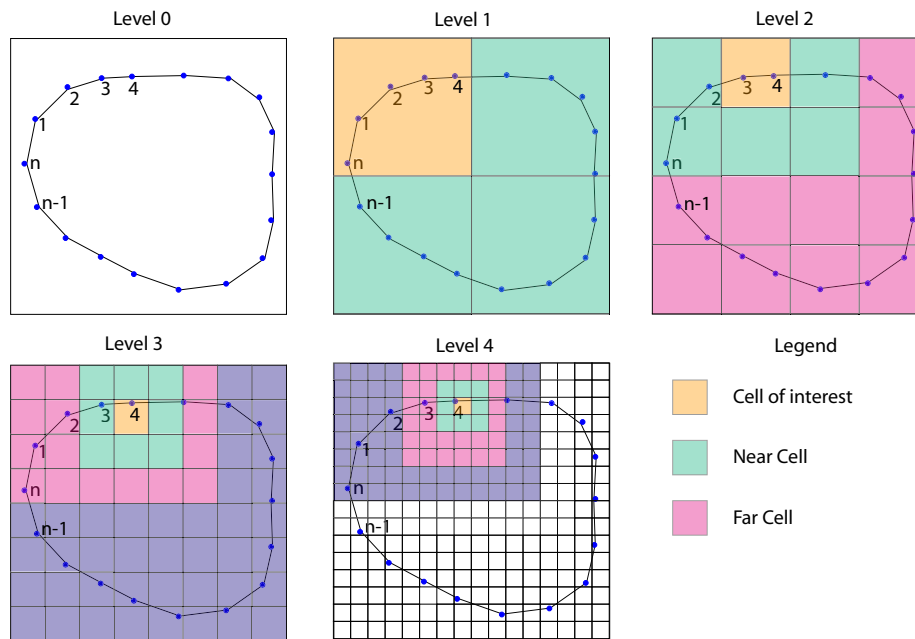 Level 0
Level 1
Level 2
2 3 4
1
n
n-1
2 3 4
1
n
n-1
2 3 4
1
n
n-1
Level 3
Level 4
Legend
2 3 4
1
n
n-1
2 3 4
1
n
n-1
Cell of interest
Near Cell
Far Cell